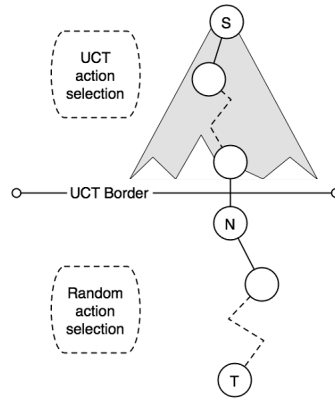 S
UCT
action
selection
UCT Border
N
Random
action
selection
T